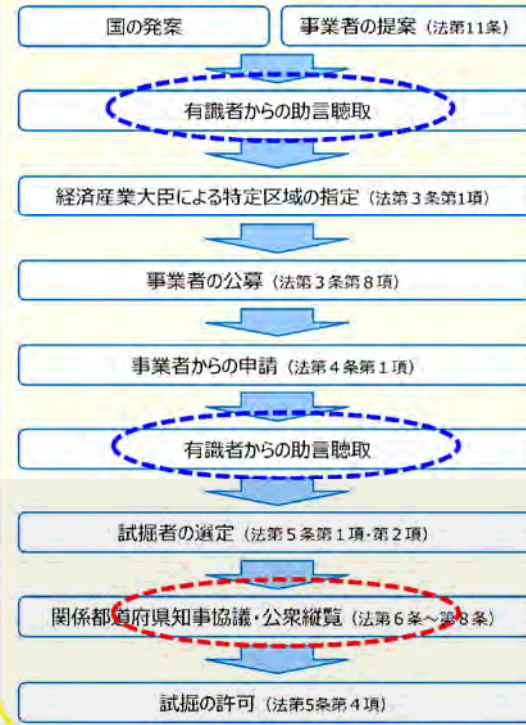 国の発案
事業者の提案（法第11条）
有識者からの助言聴取
経済産業大臣による特定区域の指定（法第３条第1項）
事業者の公募（法第３条第８項）
事業者からの申請（法第４条第１項）
有識者からの助言聴取
試掘者の選定（法第５条第１項･第２項）
関係都道府県知事協議・公衆縦覧（法第６条～第８条）
試掘の許可（法第5条第４項）